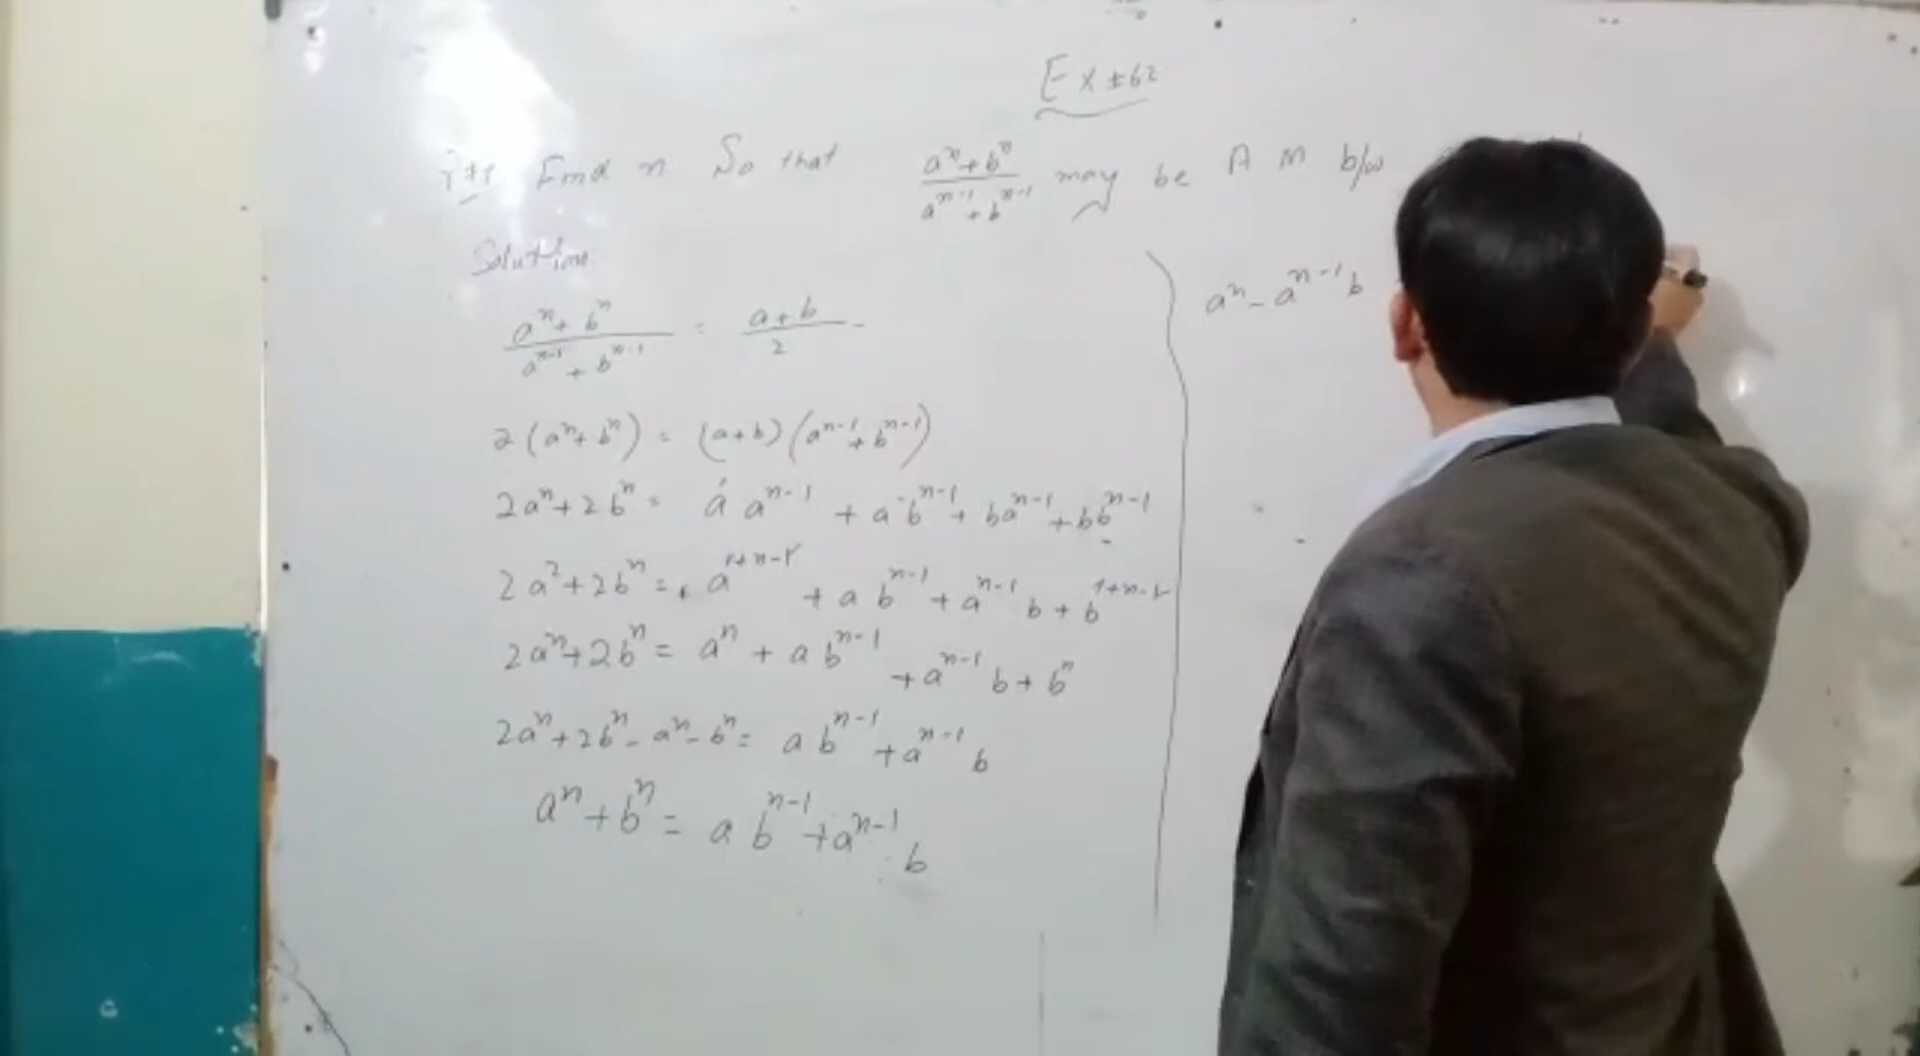 Ex ± 62
Find n So that (a^n + b^n)/(a^(n-1) + b^(n-1)) may be A M b/w
Solution
(a^n + b^n)/(a^(n-1) + b^(n-1)) = (a+b)/2
2(a^n + b^n) = (a+b)(a^(n-1) + b^(n-1))
2a^n + 2b^n = a a^(n-1) + a b^(n-1) + b a^(n-1) + b b^(n-1)
2a^2 + 2b^n = a^(1+n-1) + a b^(n-1) + a^(n-1) b + b^(1+n-1)
2a^n + 2b^n = a^n + a b^(n-1) + a^(n-1) b + b^n
2a^n + 2b^n - a^n - b^n = a b^(n-1) + a^(n-1) b
a^n + b^n = a b^(n-1) + a^(n-1) b
a^n - a^(n-1) b